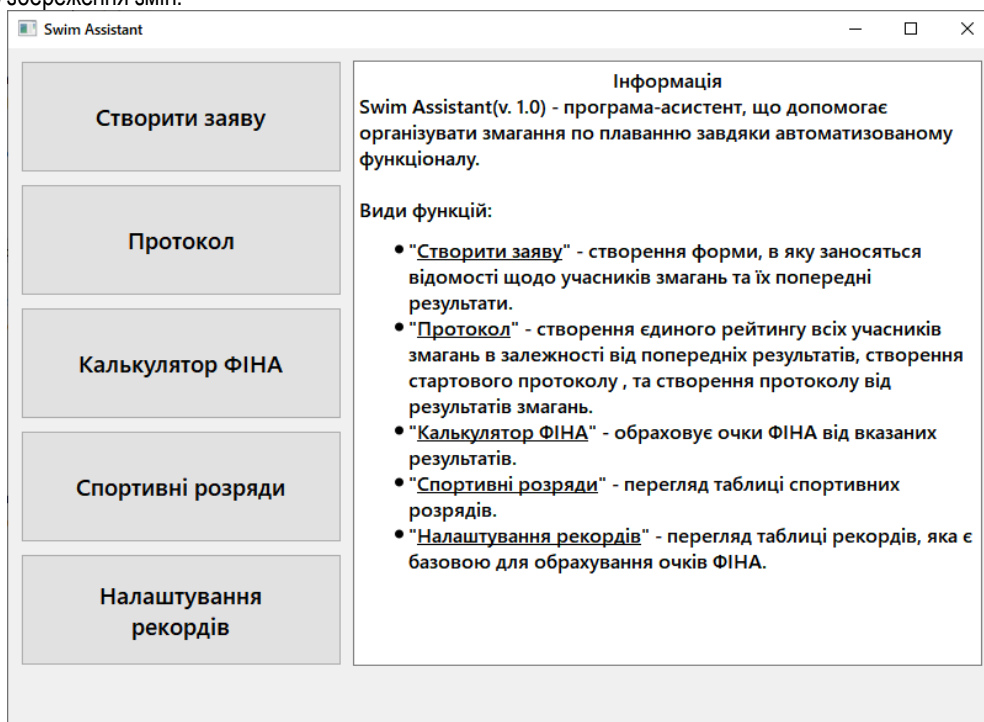 збереження змін.
Swim Assistant
Створити заяву
Протокол
Калькулятор ФІНА
Спортивні розряди
Налаштування
рекордів
Інформація
Swim Assistant(v. 1.0) - програма-асистент, що допомогає
організувати змагання по плаванню завдяки автоматизованому
функціоналу.
Види функцій:
"Створити заяву" - створення форми, в яку заносяться
відомості щодо учасників змагань та їх попередні
результати.
"Протокол" - створення єдиного рейтингу всіх учасників
змагань в залежності від попередніх результатів, створення
стартового протоколу , та створення протоколу від
результатів змагань.
"Калькулятор ФІНА" - обраховує очки ФІНА від вказаних
результатів.
"Спортивні розряди" - перегляд таблиці спортивних
розрядів.
"Налаштування рекордів" - перегляд таблиці рекордів, яка є
базовою для обрахування очків ФІНА.